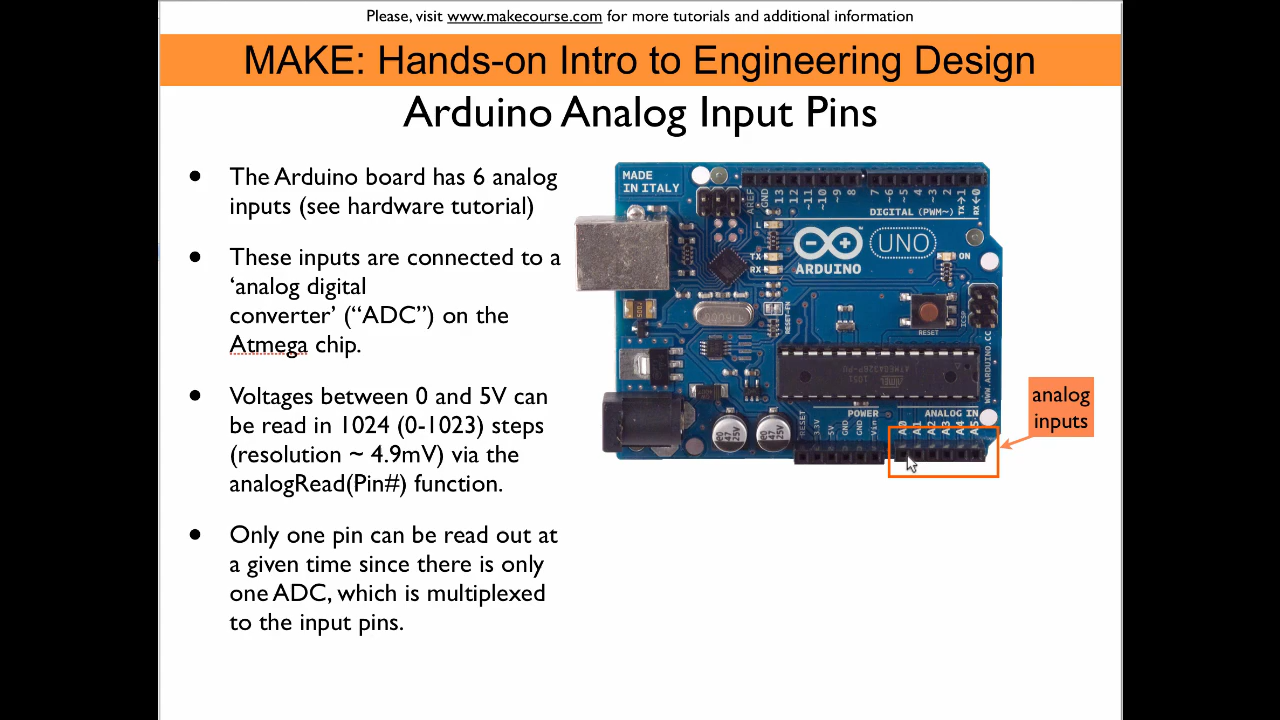 Please, visit www.makecourse.com for more tutorials and additional information
MAKE: Hands-on Intro to Engineering Design
Arduino Analog Input Pins
• The Arduino board has 6 analog
inputs (see hardware tutorial)
• These inputs are connected to a
‘analog digital
converter’ (“ADC”) on the
Atmega chip.
• Voltages between 0 and 5V can
be read in 1024 (0-1023) steps
(resolution ~ 4.9mV) via the
analogRead(Pin#) function.
• Only one pin can be read out at
a given time since there is only
one ADC, which is multiplexed
to the input pins.
MADE
IN ITALY
AREF
GND
13
12
~11
~10
~9
8
7
~6
~5
4
~3
2
TX→1
RX←0
DIGITAL (PWM~)
L
TX
RX
ARDUINO
UNO
ON
RESET-EN
RESET
ICSP
WWW.ARDUINO.CC
POWER
ANALOG IN
RESET
3.3V
5V
GND
GND
Vin
A0
A1
A2
A3
A4
A5
47
25V
47
25V
analog
inputs